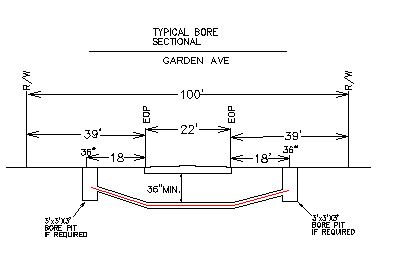 TYPICAL BORE
SECTIONAL
GARDEN AVE
R/W
R/W
100'
EOP
EOP
39'
22'
39'
36"
36"
18
18'
36" MIN.
3'x3'x3'
BORE PIT
IF REQUIRED
3'x3'x3'
BORE PIT
IF REQUIRED